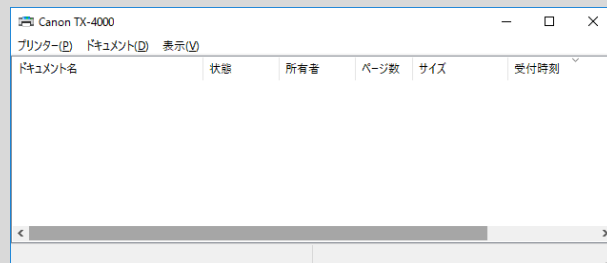 Canon TX-4000
プリンター(P) ドキュメント(D) 表示(V)
ドキュメント名 状態 所有者 ページ数 サイズ 受付時刻